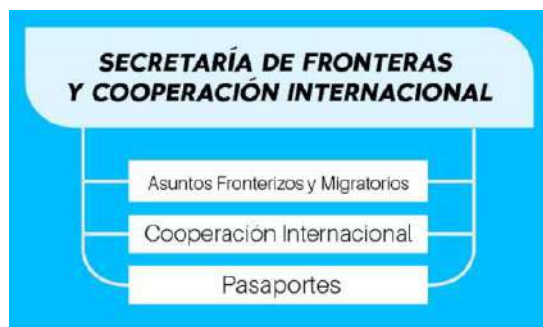 SECRETARÍA DE FRONTERAS
Y COOPERACIÓN INTERNACIONAL
Asuntos Fronterizos y Migratorios
Cooperación Internacional
Pasaportes